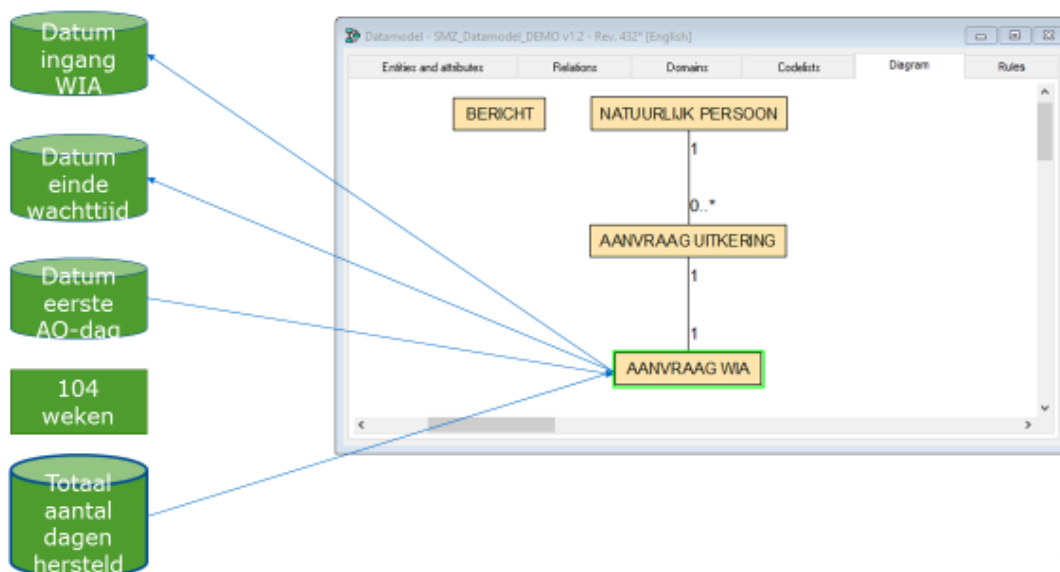 Datum
ingang
WIA
Datum
einde
wachttijd
Datum
eerste
AO-dag
104
weken
Totaal
aantal
dagen
hersteld
Datamodel - SMZ_Datamodel_DEMO v1.2 - Rev. 432* [English]
Entities and attributes
Relations
Domains
Codelists
Diagram
Rules
BERICHT
NATUURLIJK PERSOON
1
0..*
AANVRAAG UITKERING
1
1
AANVRAAG WIA